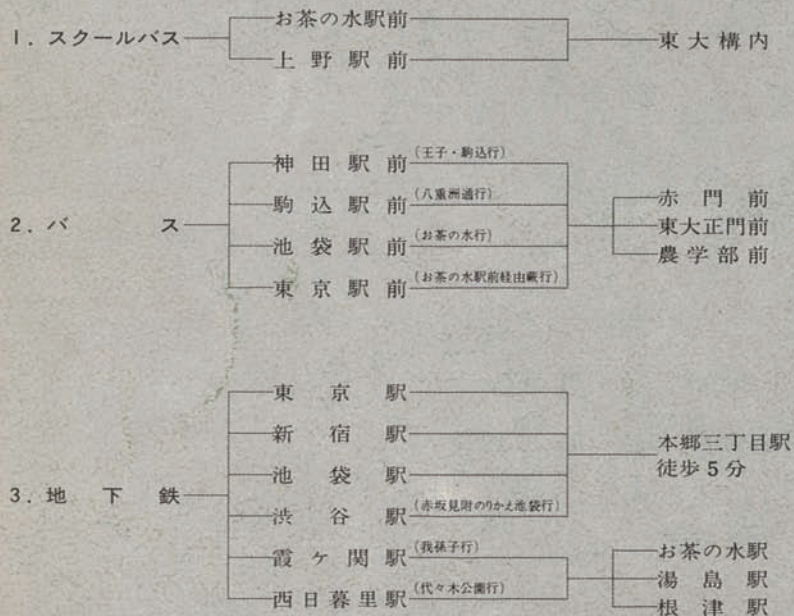 1. スクールバス
お茶の水駅前
上野駅前
東大構内
2. バス
神田駅前(王子・駒込行)
駒込駅前(八重洲通行)
池袋駅前(お茶の水行)
東京駅前(お茶の水駅前経由蔵行)
赤門前
東大正門前
農学部前
3. 地下鉄
東京駅
新宿駅
池袋駅
渋谷駅(赤坂見附のりかえ池袋行)
霞ヶ関駅(我孫子行)
西日暮里駅(代々木公園行)
本郷三丁目駅
徒歩5分
お茶の水駅
湯島駅
根津駅